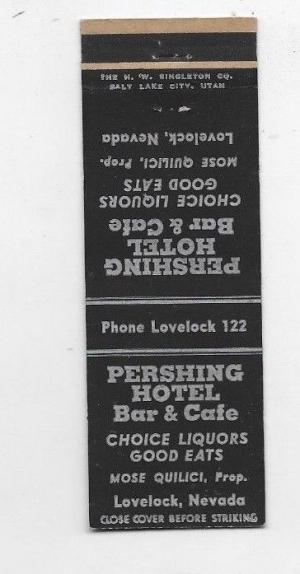 THE H. W. SINGLETON CO.
SALT LAKE CITY, UTAH
Lovelock, Nevada
MOSE QUILICI, Prop.
GOOD EATS
CHOICE LIQUORS
Bar & Cafe
HOTEL
PERSHING
Phone Lovelock 122
PERSHING
HOTEL
Bar & Cafe
CHOICE LIQUORS
GOOD EATS
MOSE QUILICI, Prop.
Lovelock, Nevada
CLOSE COVER BEFORE STRIKING